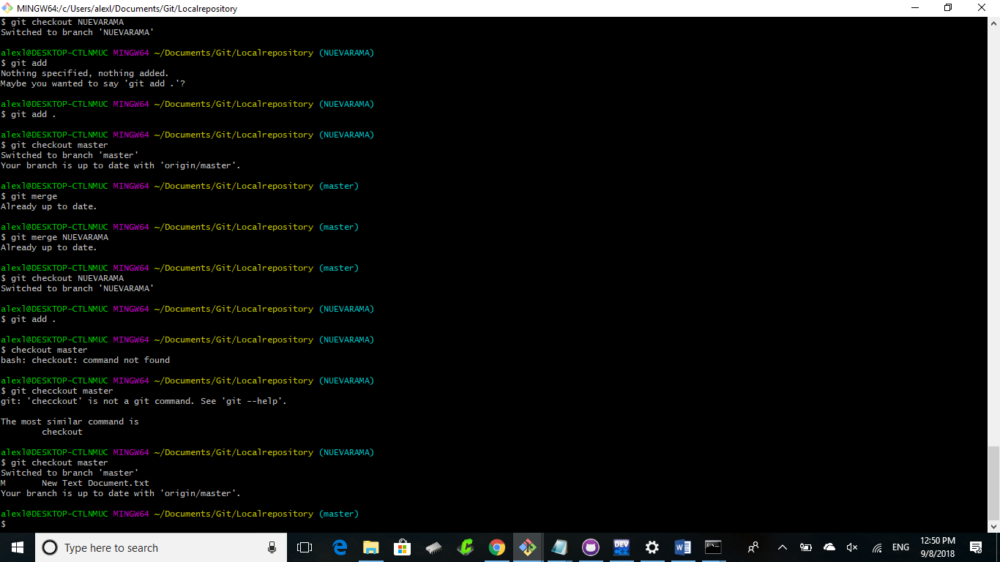 MINGW64:/c/Users/alexl/Documents/Git/Localrepository
$ git checkout NUEVARAMA
Switched to branch 'NUEVARAMA'
alexl@DESKTOP-CTLNMUC MINGW64 ~/Documents/Git/Localrepository (NUEVARAMA)
$ git add
Nothing specified, nothing added.
Maybe you wanted to say 'git add .'?
alexl@DESKTOP-CTLNMUC MINGW64 ~/Documents/Git/Localrepository (NUEVARAMA)
$ git add .
alexl@DESKTOP-CTLNMUC MINGW64 ~/Documents/Git/Localrepository (NUEVARAMA)
$ git checkout master
Switched to branch 'master'
Your branch is up to date with 'origin/master'.
alexl@DESKTOP-CTLNMUC MINGW64 ~/Documents/Git/Localrepository (master)
$ git merge
Already up to date.
alexl@DESKTOP-CTLNMUC MINGW64 ~/Documents/Git/Localrepository (master)
$ git merge NUEVARAMA
Already up to date.
alexl@DESKTOP-CTLNMUC MINGW64 ~/Documents/Git/Localrepository (master)
$ git checkout NUEVARAMA
Switched to branch 'NUEVARAMA'
alexl@DESKTOP-CTLNMUC MINGW64 ~/Documents/Git/Localrepository (NUEVARAMA)
$ git add .
alexl@DESKTOP-CTLNMUC MINGW64 ~/Documents/Git/Localrepository (NUEVARAMA)
$ checkout master
bash: checkout: command not found
alexl@DESKTOP-CTLNMUC MINGW64 ~/Documents/Git/Localrepository (NUEVARAMA)
$ git checckout master
git: 'checckout' is not a git command. See 'git --help'.
The most similar command is
checkout
alexl@DESKTOP-CTLNMUC MINGW64 ~/Documents/Git/Localrepository (NUEVARAMA)
$ git checkout master
Switched to branch 'master'
M New Text Document.txt
Your branch is up to date with 'origin/master'.
alexl@DESKTOP-CTLNMUC MINGW64 ~/Documents/Git/Localrepository (master)
$
Type here to search
DEV
ENG
12:50 PM
9/8/2018